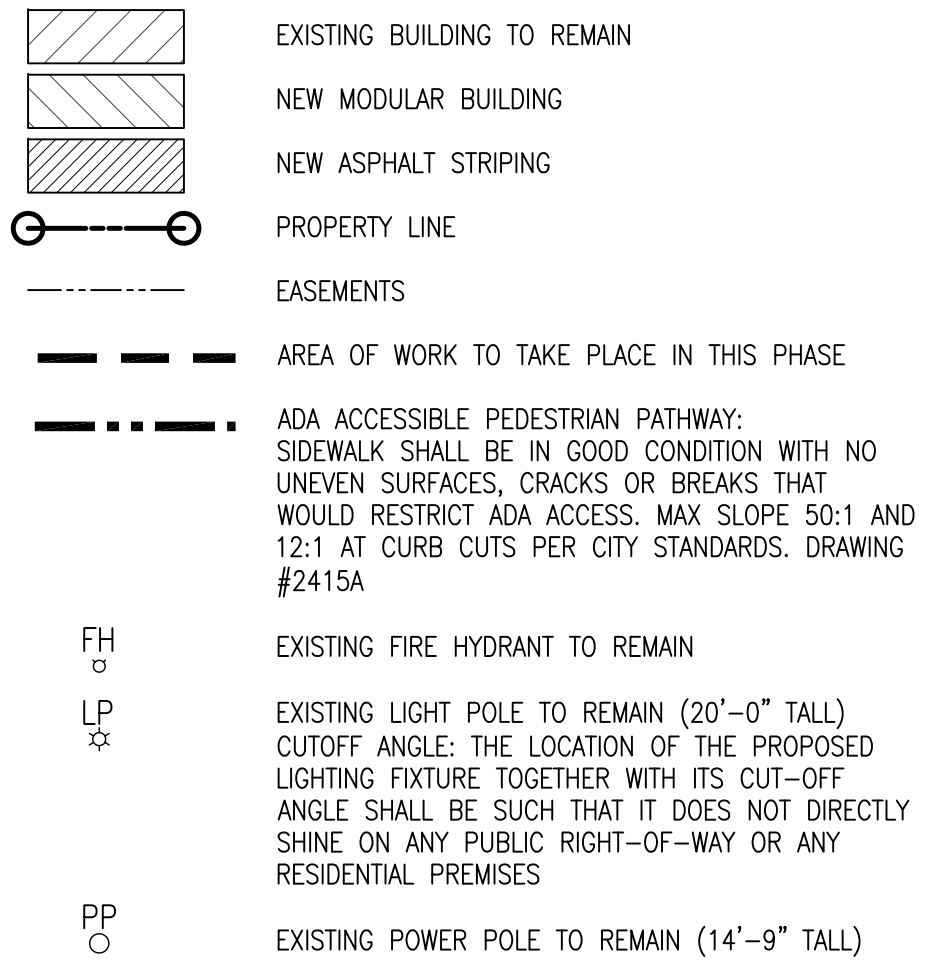 EXISTING BUILDING TO REMAIN
NEW MODULAR BUILDING
NEW ASPHALT STRIPING
PROPERTY LINE
EASEMENTS
AREA OF WORK TO TAKE PLACE IN THIS PHASE
ADA ACCESSIBLE PEDESTRIAN PATHWAY:
SIDEWALK SHALL BE IN GOOD CONDITION WITH NO
UNEVEN SURFACES, CRACKS OR BREAKS THAT
WOULD RESTRICT ADA ACCESS. MAX SLOPE 50:1 AND
12:1 AT CURB CUTS PER CITY STANDARDS. DRAWING
#2415A
FH
EXISTING FIRE HYDRANT TO REMAIN
LP
EXISTING LIGHT POLE TO REMAIN (20'-0" TALL)
CUTOFF ANGLE: THE LOCATION OF THE PROPOSED
LIGHTING FIXTURE TOGETHER WITH ITS CUT-OFF
ANGLE SHALL BE SUCH THAT IT DOES NOT DIRECTLY
SHINE ON ANY PUBLIC RIGHT-OF-WAY OR ANY
RESIDENTIAL PREMISES
PP
EXISTING POWER POLE TO REMAIN (14'-9" TALL)